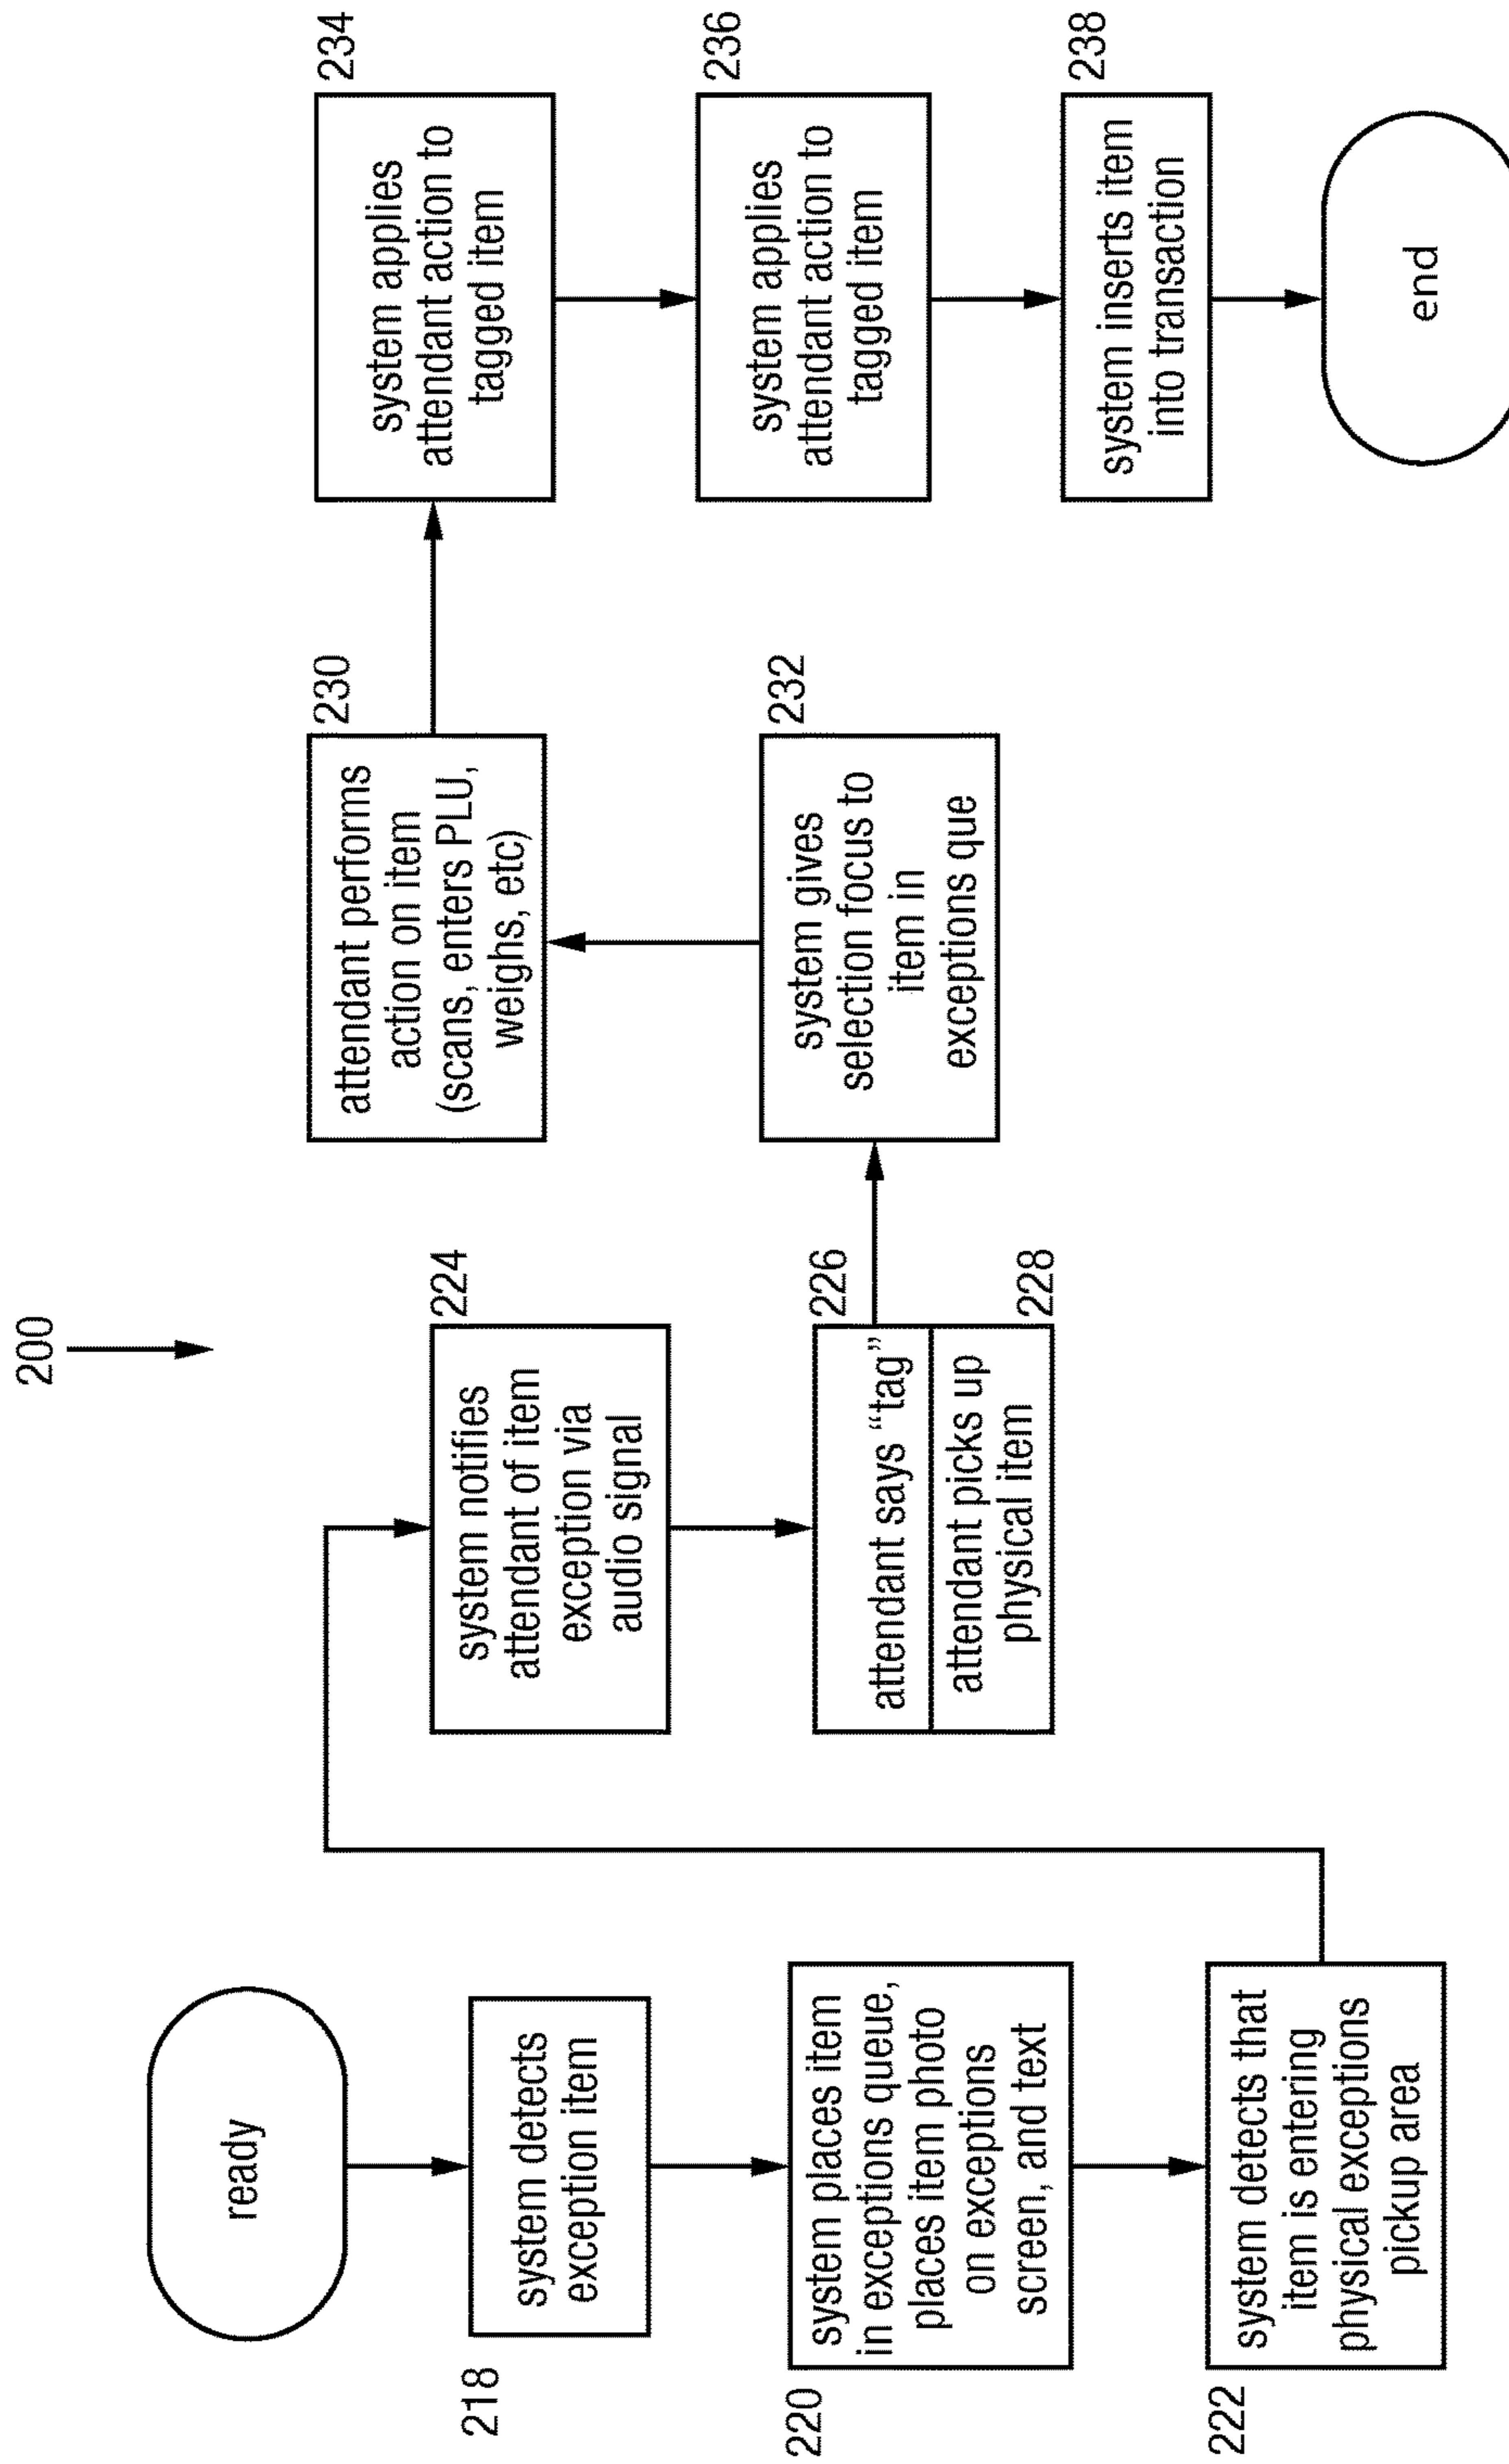 200
ready
218
system detects
exception item
220
system places item
in exceptions queue,
places item photo
on exceptions
screen, and text
222
system detects that
item is entering
physical exceptions
pickup area
224
system notifies
attendant of item
exception via
audio signal
226
attendant says “tag”
228
attendant picks up
physical item
230
attendant performs
action on item
(scans, enters PLU,
weighs, etc)
232
system gives
selection focus to
item in
exceptions que
234
system applies
attendant action to
tagged item
236
system applies
attendant action to
tagged item
238
system inserts item
into transaction
end